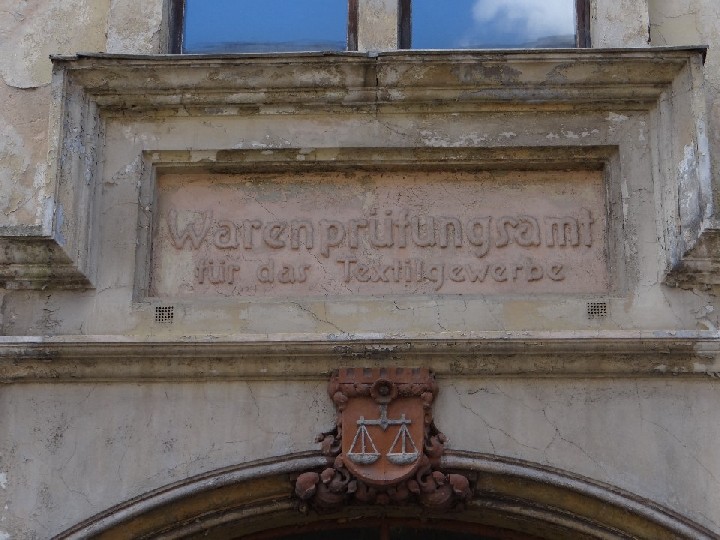 Warenprüfungsamt
für das Textilgewerbe